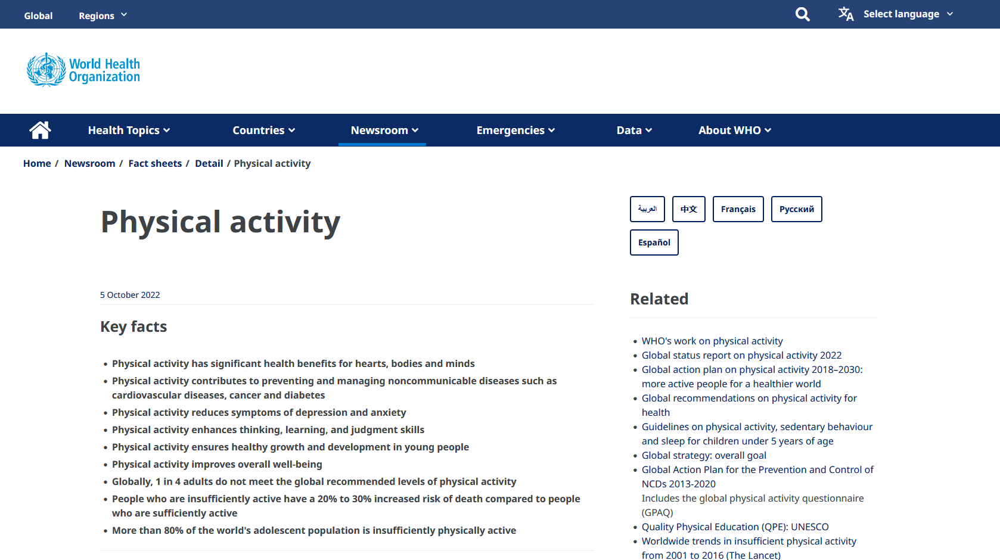 Global
Regions
Select language
World Health
Organization
Health Topics
Countries
Newsroom
Emergencies
Data
About WHO
Home / Newsroom / Fact sheets / Detail / Physical activity
Physical activity
5 October 2022
Key facts
• Physical activity has significant health benefits for hearts, bodies and minds
• Physical activity contributes to preventing and managing noncommunicable diseases such as
cardiovascular diseases, cancer and diabetes
• Physical activity reduces symptoms of depression and anxiety
• Physical activity enhances thinking, learning, and judgment skills
• Physical activity ensures healthy growth and development in young people
• Physical activity improves overall well-being
• Globally, 1 in 4 adults do not meet the global recommended levels of physical activity
• People who are insufficiently active have a 20% to 30% increased risk of death compared to people
who are sufficiently active
• More than 80% of the world's adolescent population is insufficiently physically active
العربية
中文
Français
Русский
Español
Related
• WHO's work on physical activity
• Global status report on physical activity 2022
• Global action plan on physical activity 2018–2030:
more active people for a healthier world
• Global recommendations on physical activity for
health
• Guidelines on physical activity, sedentary behaviour
and sleep for children under 5 years of age
• Global strategy: overall goal
• Global Action Plan for the Prevention and Control of
NCDs 2013-2020
Includes the global physical activity questionnaire
(GPAQ)
• Quality Physical Education (QPE): UNESCO
• Worldwide trends in insufficient physical activity
from 2001 to 2016 (The Lancet)